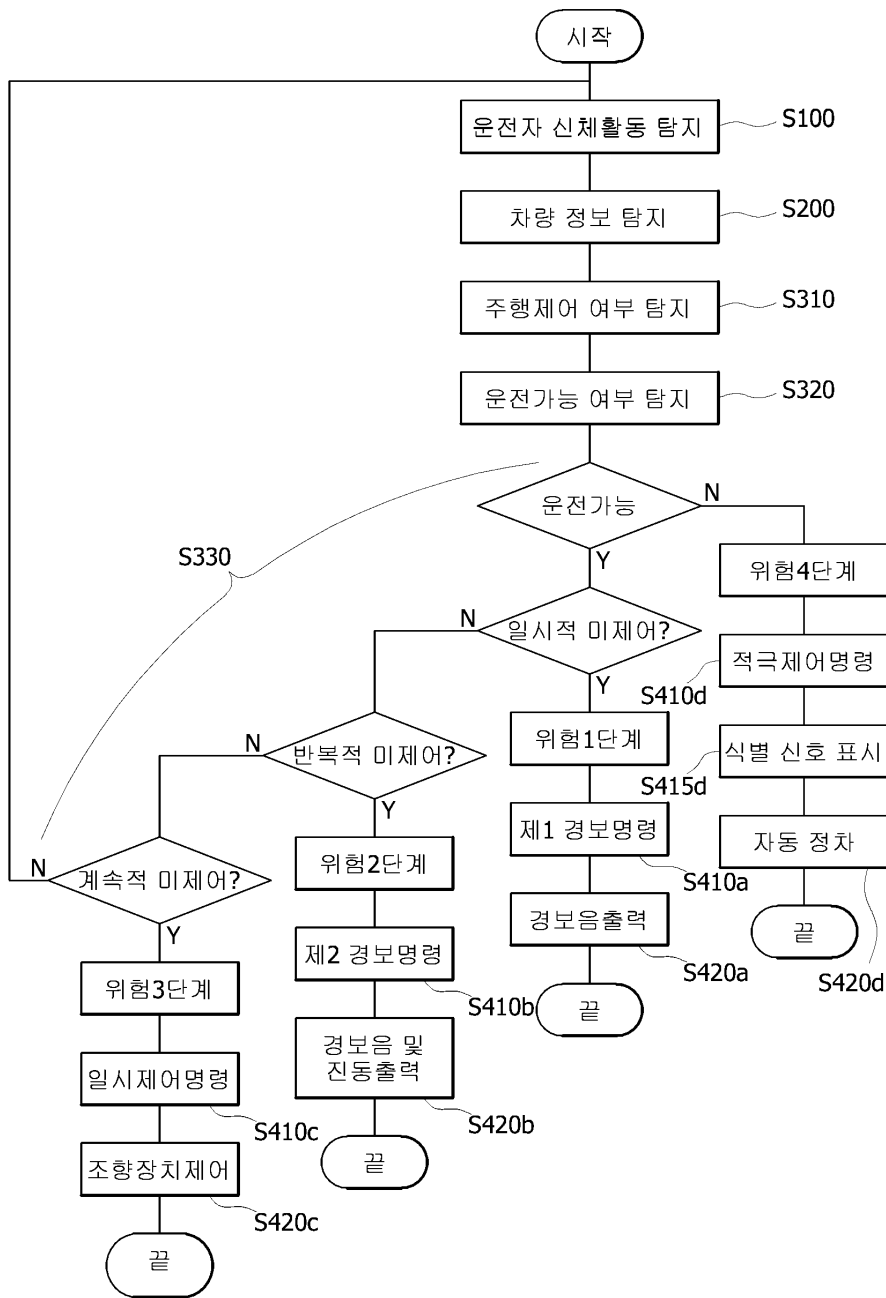 시작
운전자 신체활동 탐지
S100
차량 정보 탐지
S200
주행제어 여부 탐지
S310
운전가능 여부 탐지
S320
운전가능
N
Y
S330
위험4단계
일시적 미제어?
N
Y
적극제어명령
S410d
위험1단계
반복적 미제어?
N
Y
식별 신호 표시
S415d
제1 경보명령
S410a
자동 정차
S420d
위험2단계
계속적 미제어?
N
Y
경보음출력
S420a
끝
제2 경보명령
S410b
위험3단계
끝
경보음 및
진동출력
S420b
일시제어명령
S410c
조향장치제어
S420c
끝
끝